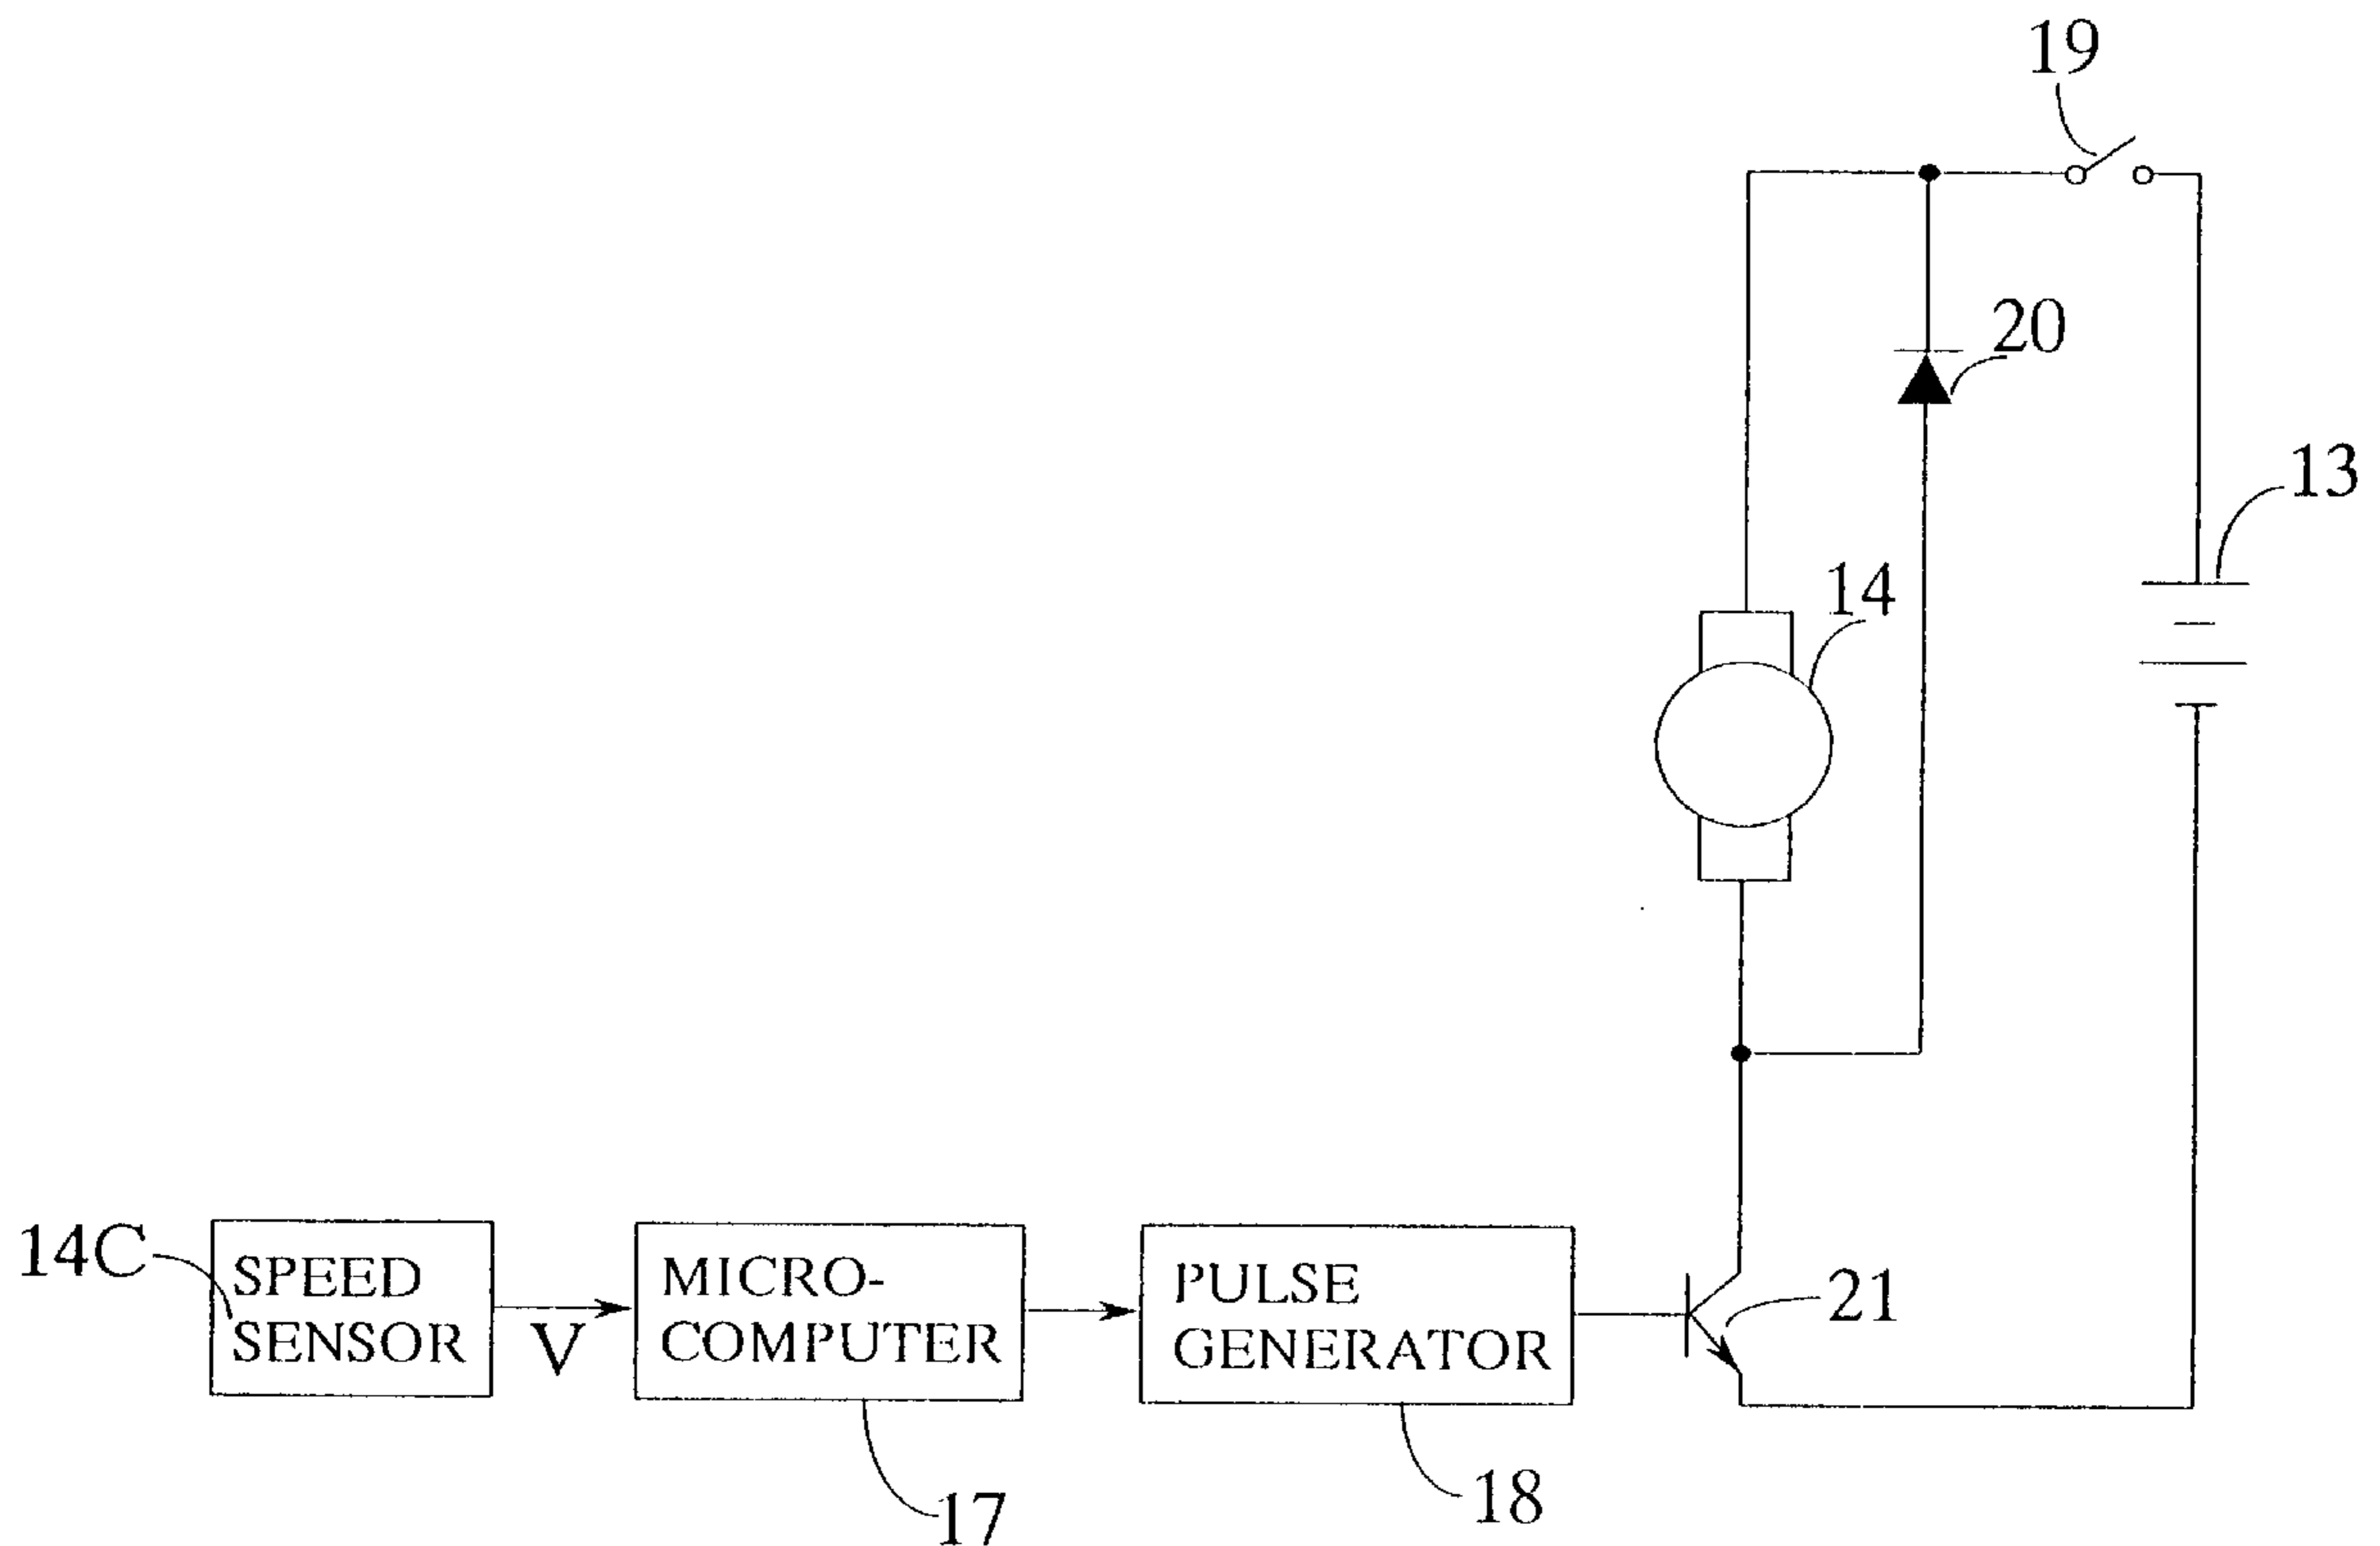 19
20
13
14
14C
SPEED
SENSOR
V
MICRO-
COMPUTER
PULSE
GENERATOR
21
17
18